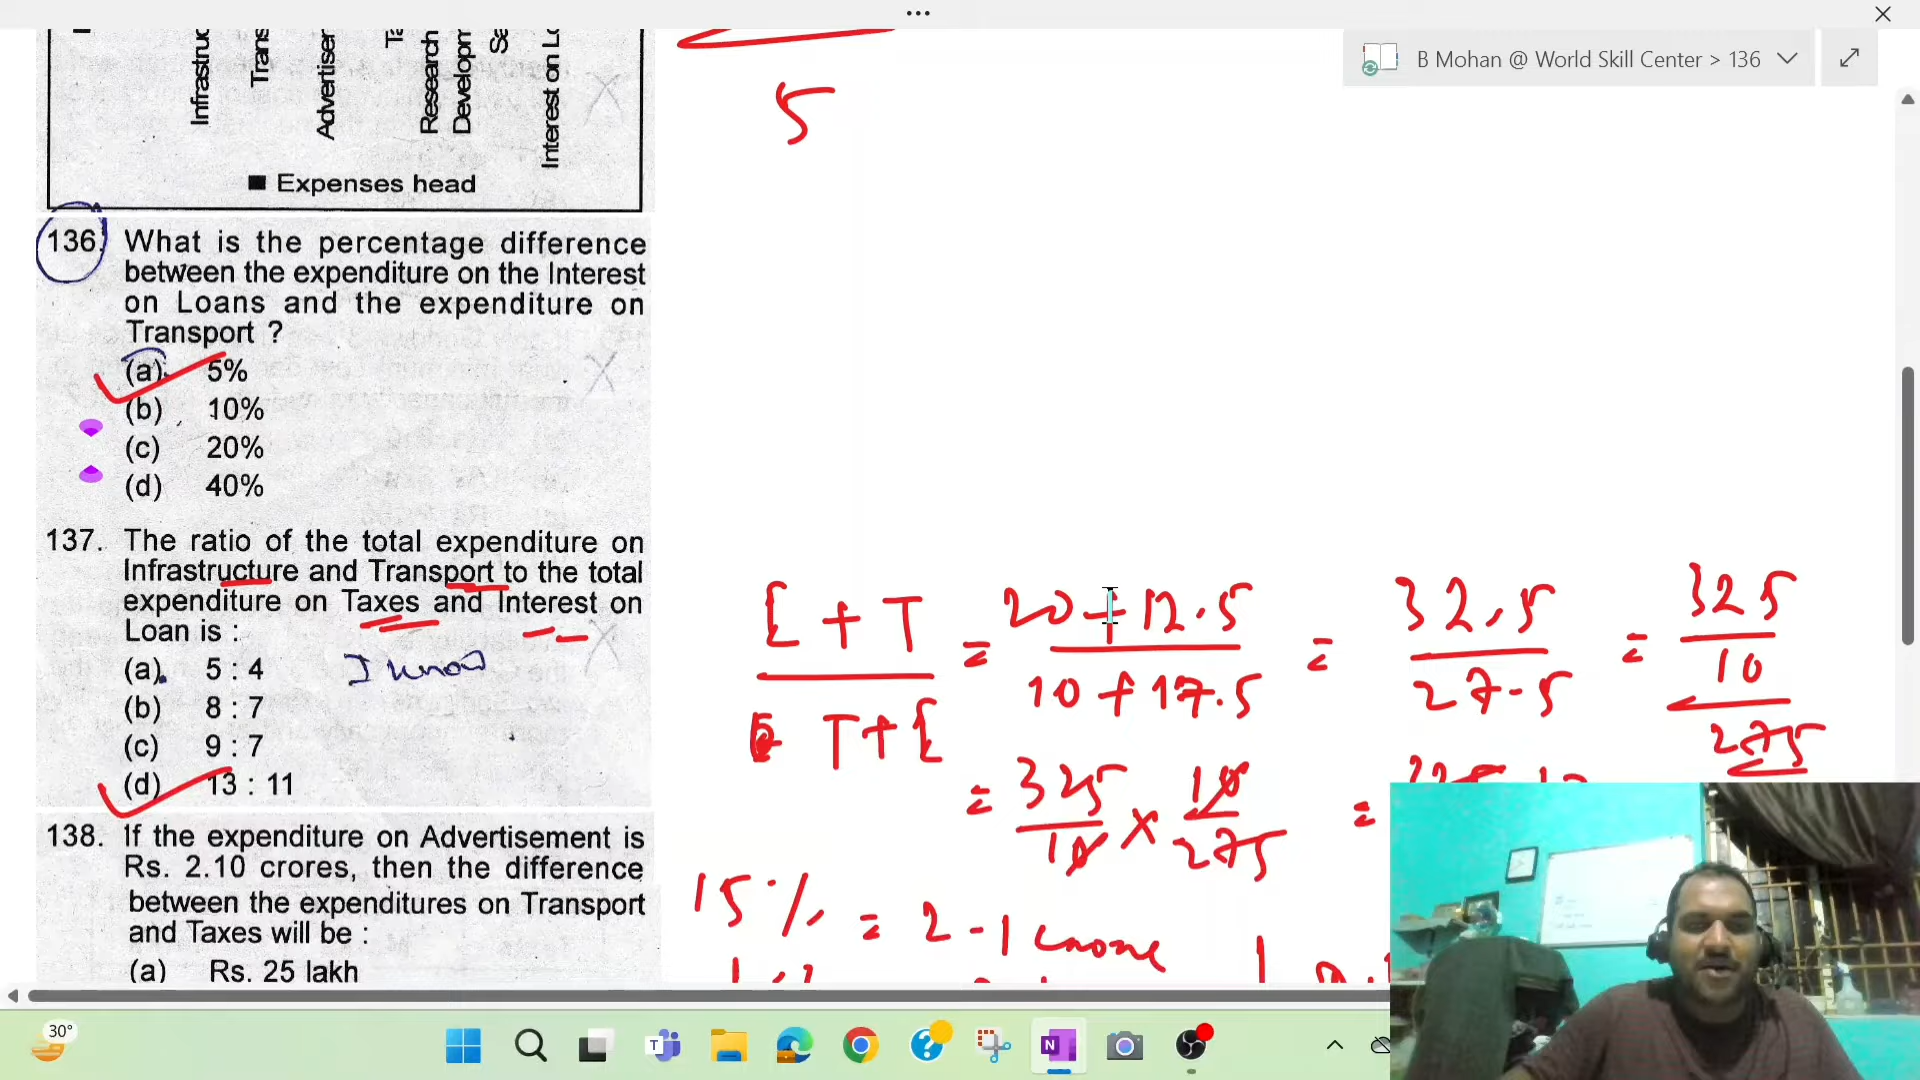 B Mohan @ World Skill Center > 136
Infrastruc
Trans
Advertiser
Ta
Research
Developm
Sa
Interest on Lo
■ Expenses head
5
136. What is the percentage difference
between the expenditure on the Interest
on Loans and the expenditure on
Transport ?
(a) 5%
(b) 10%
(c) 20%
(d) 40%
137. The ratio of the total expenditure on
Infrastructure and Transport to the total
expenditure on Taxes and Interest on
Loan is :
(a) 5 : 4
(b) 8 : 7
(c) 9 : 7
(d) 13 : 11
138. If the expenditure on Advertisement is
Rs. 2.10 crores, then the difference
between the expenditures on Transport
and Taxes will be :
(a) Rs. 25 lakh
I + T = 20 + 12.5 = 32.5 = 325
T + I 10 + 17.5 27.5 10
275
= 325 × 10 =
10 275
15% = 2-1 crore
30°